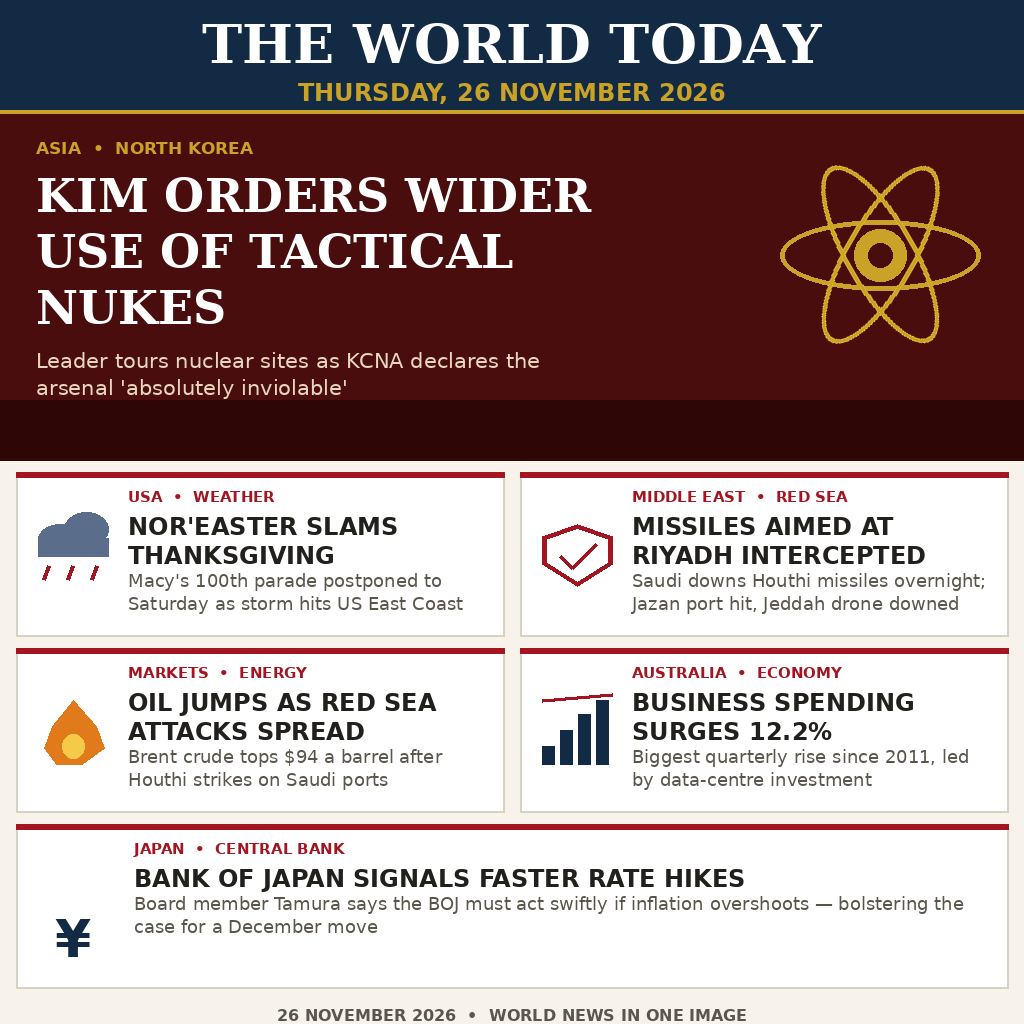 THE WORLD TODAY
THURSDAY, 26 NOVEMBER 2026
ASIA • NORTH KOREA
KIM ORDERS WIDER
USE OF TACTICAL
NUKES
Leader tours nuclear sites as KCNA declares the
arsenal 'absolutely inviolable'
USA • WEATHER
NOR'EASTER SLAMS
THANKSGIVING
Macy's 100th parade postponed to
Saturday as storm hits US East Coast
MIDDLE EAST • RED SEA
MISSILES AIMED AT
RIYADH INTERCEPTED
Saudi downs Houthi missiles overnight;
Jazan port hit, Jeddah drone downed
MARKETS • ENERGY
OIL JUMPS AS RED SEA
ATTACKS SPREAD
Brent crude tops $94 a barrel after
Houthi strikes on Saudi ports
AUSTRALIA • ECONOMY
BUSINESS SPENDING
SURGES 12.2%
Biggest quarterly rise since 2011, led
by data-centre investment
JAPAN • CENTRAL BANK
BANK OF JAPAN SIGNALS FASTER RATE HIKES
Board member Tamura says the BOJ must act swiftly if inflation overshoots — bolstering the
case for a December move
¥
26 NOVEMBER 2026 • WORLD NEWS IN ONE IMAGE